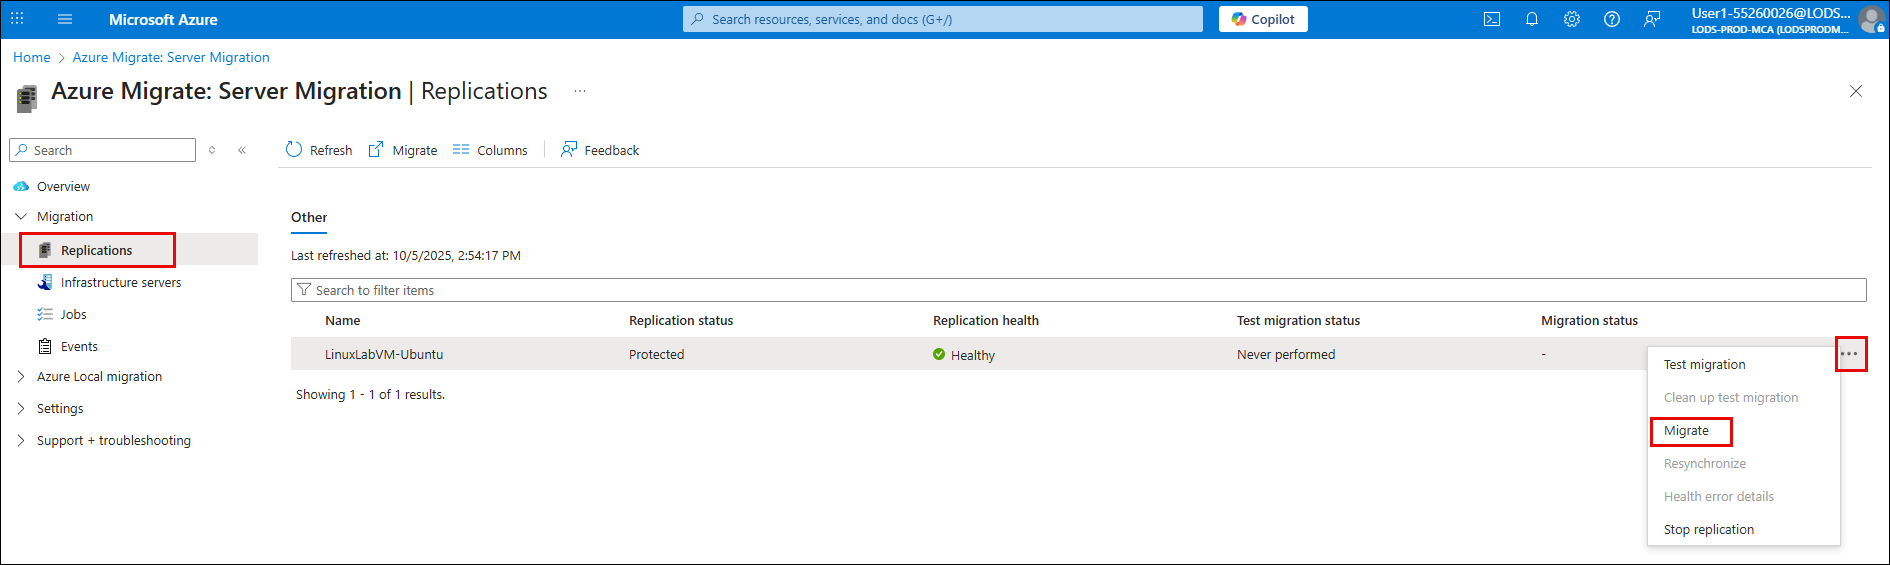 Microsoft Azure
Search resources, services, and docs (G+/)
Copilot
User1-55260026@LODS...
LODS-PROD-MCA (LODSPRODM...
Home > Azure Migrate: Server Migration
Azure Migrate: Server Migration | Replications ...
Search
Refresh Migrate Columns Feedback
Overview
Migration
Replications
Infrastructure servers
Jobs
Events
Azure Local migration
Settings
Support + troubleshooting
Other
Last refreshed at: 10/5/2025, 2:54:17 PM
Search to filter items
Name Replication status Replication health Test migration status Migration status
LinuxLabVM-Ubuntu Protected Healthy Never performed -
Showing 1 - 1 of 1 results.
Test migration
Clean up test migration
Migrate
Resynchronize
Health error details
Stop replication